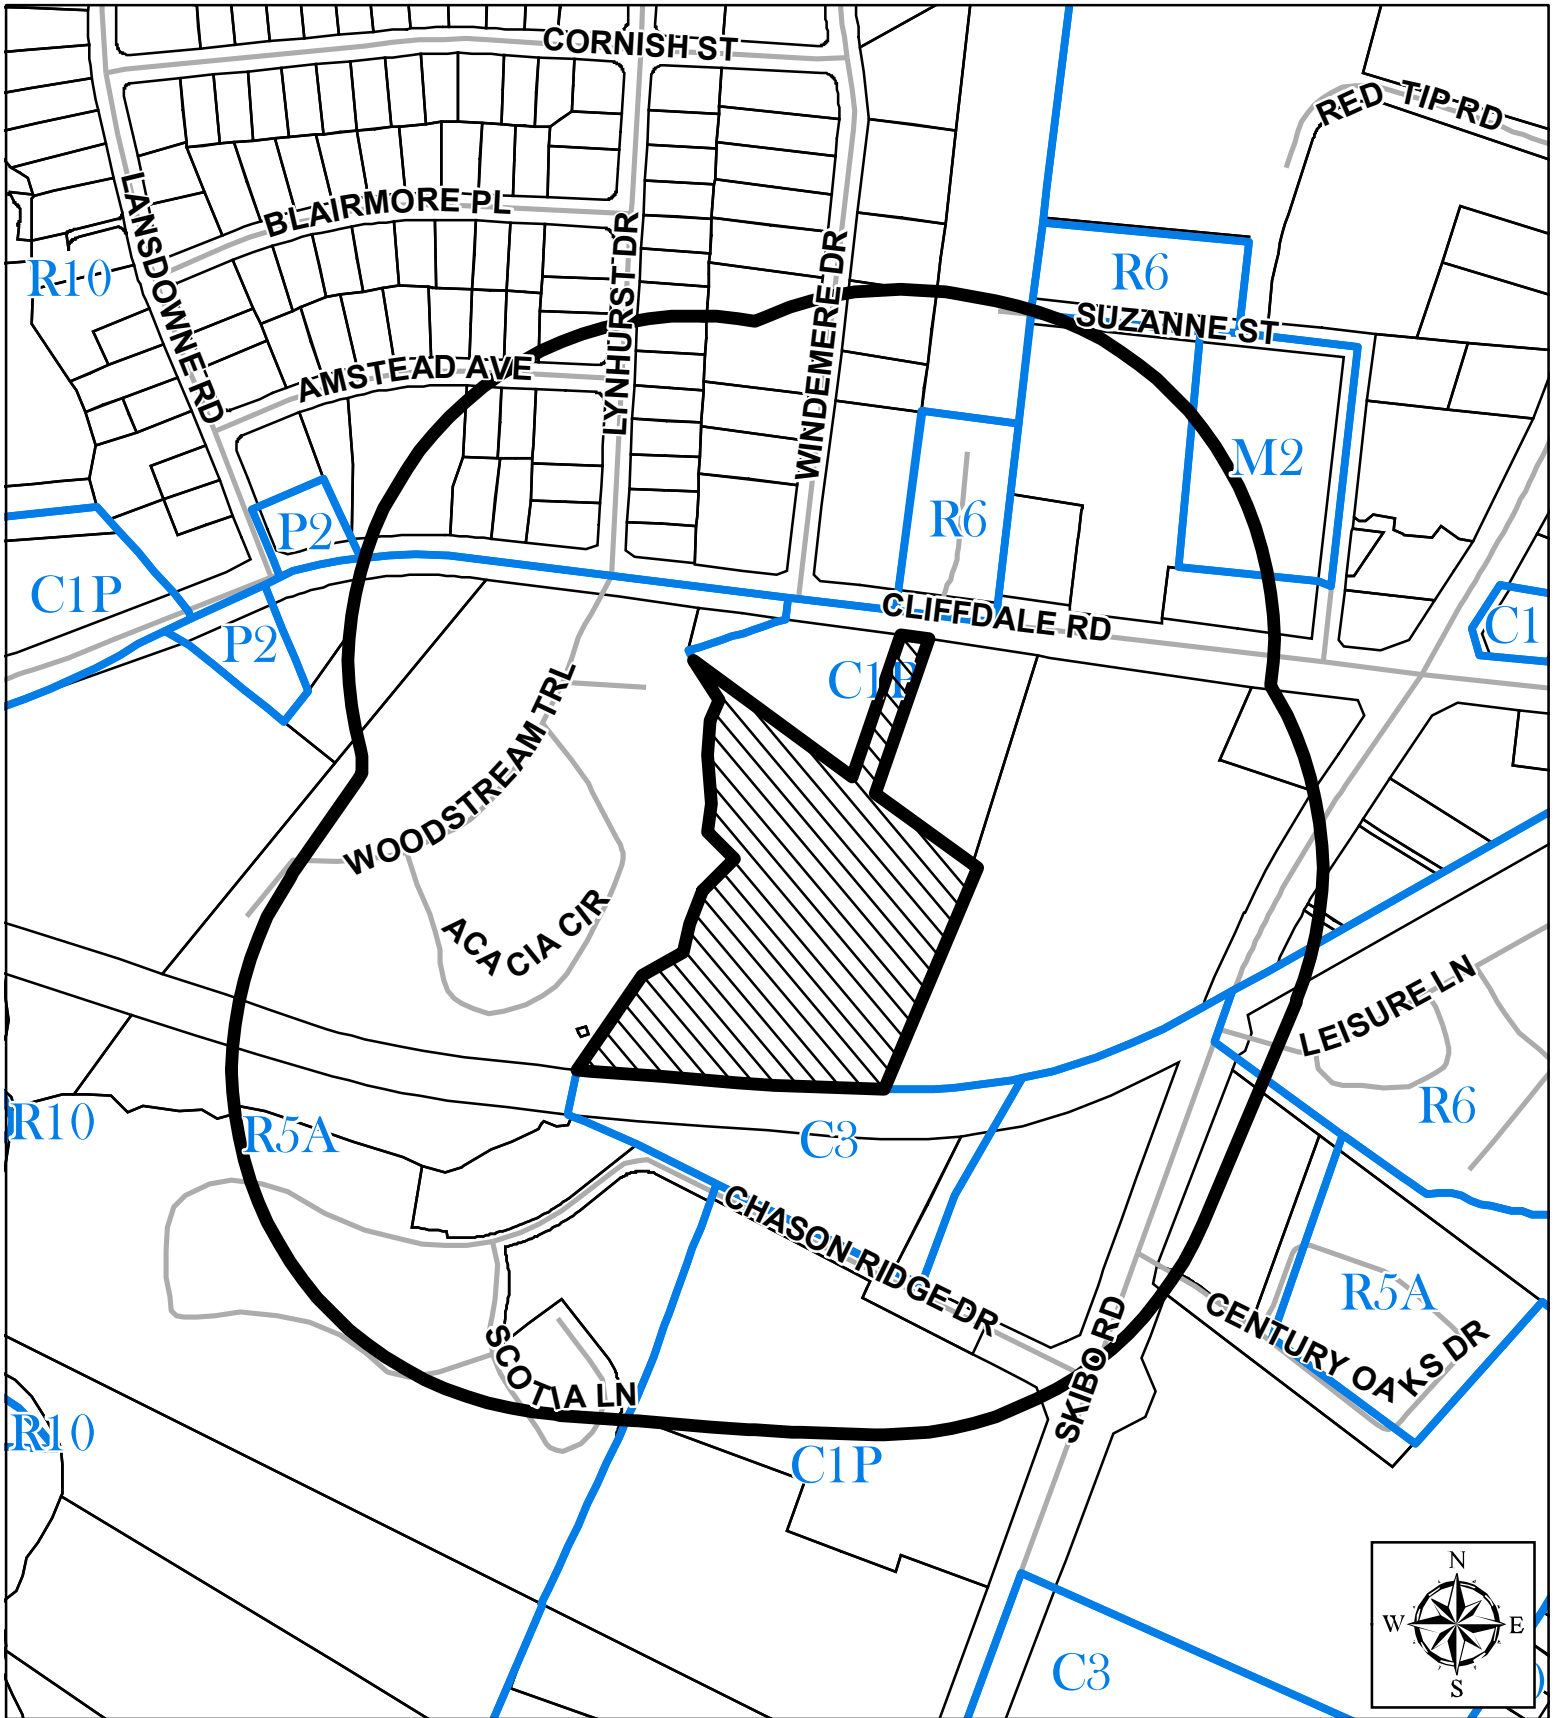 CORNISH ST
RED TIP RD
LANSDOWNE RD
BLAIRMORE PL
LYNHURST DR
WINDEMERE DR
R10
R6
SUZANNE ST
AMSTEAD AVE
M2
P2
R6
C1P
CLIFFDALE RD
C1
P2
C1P
WOODSTREAM TRL
ACACIA CIR
LEISURE LN
R6
R10
R5A
C3
CHASON RIDGE DR
R5A
CENTURY OAKS DR
SCOTIA LN
SKIBO RD
R10
C1P
C3
N
W E
S